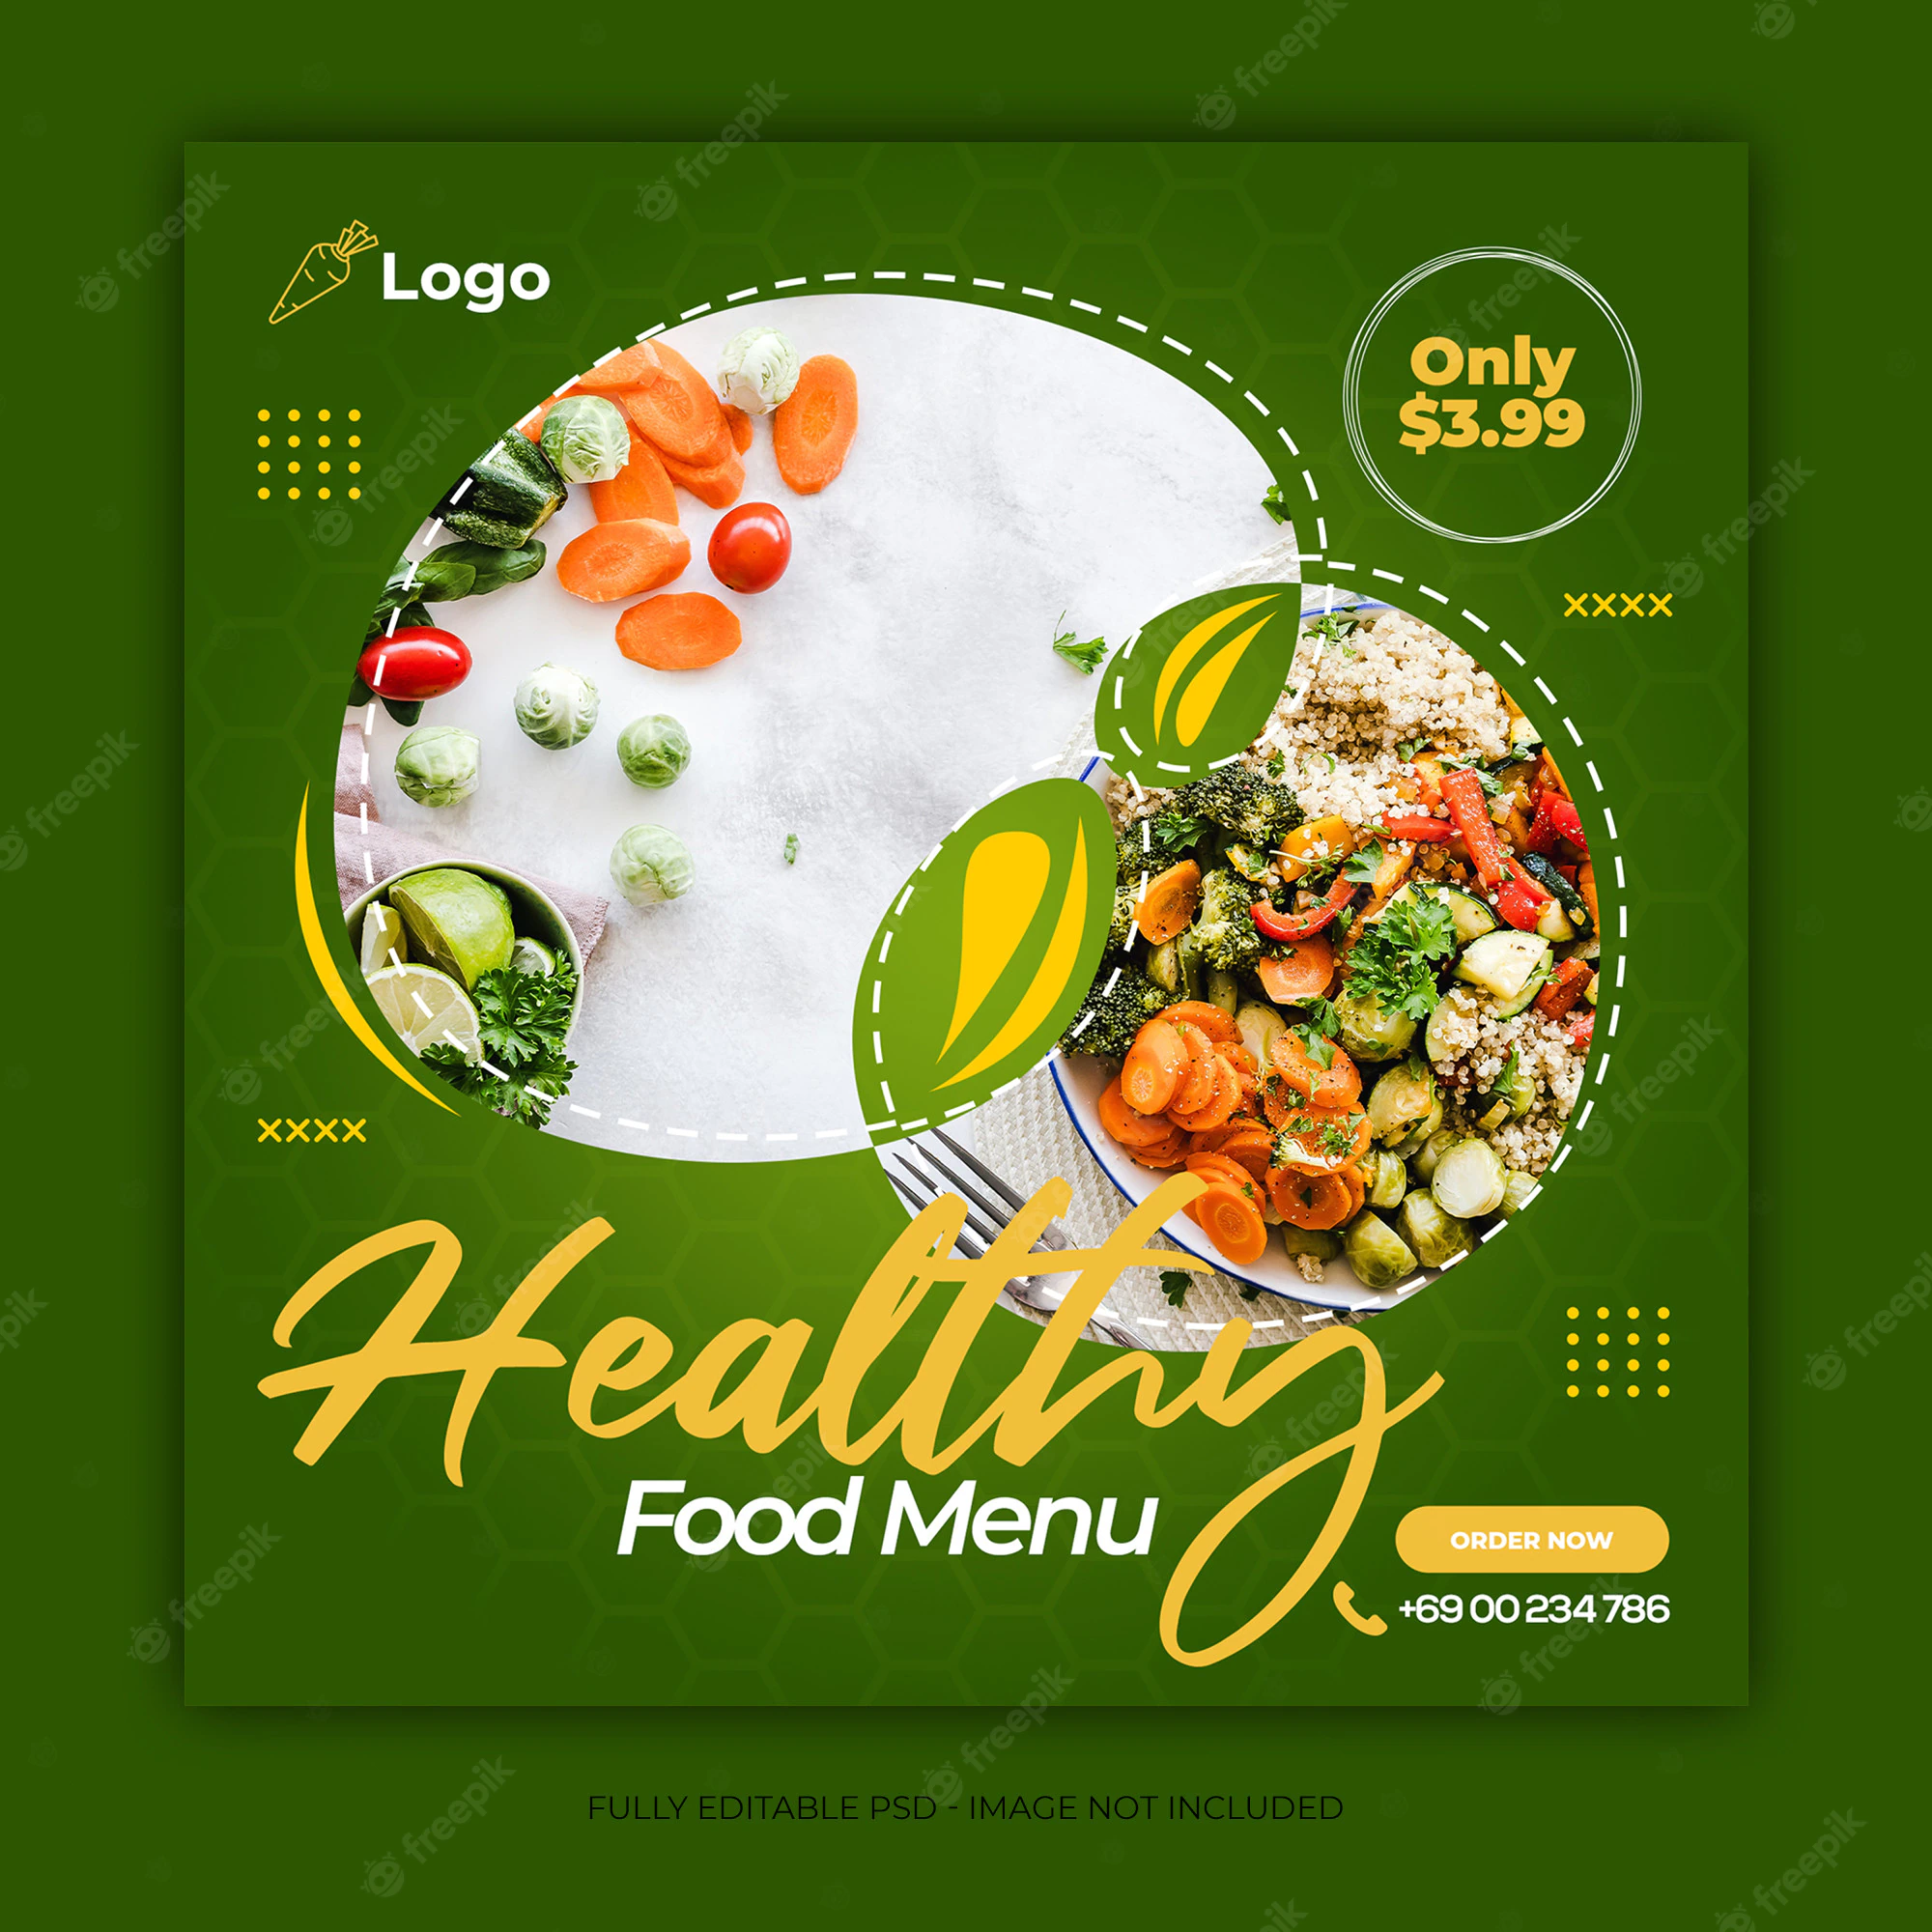 Logo
Only
$3.99
xxxx
xxxx
Healthy
Food Menu
ORDER NOW
+69 00 234 786
FULLY EDITABLE PSD - IMAGE NOT INCLUDED
freepik